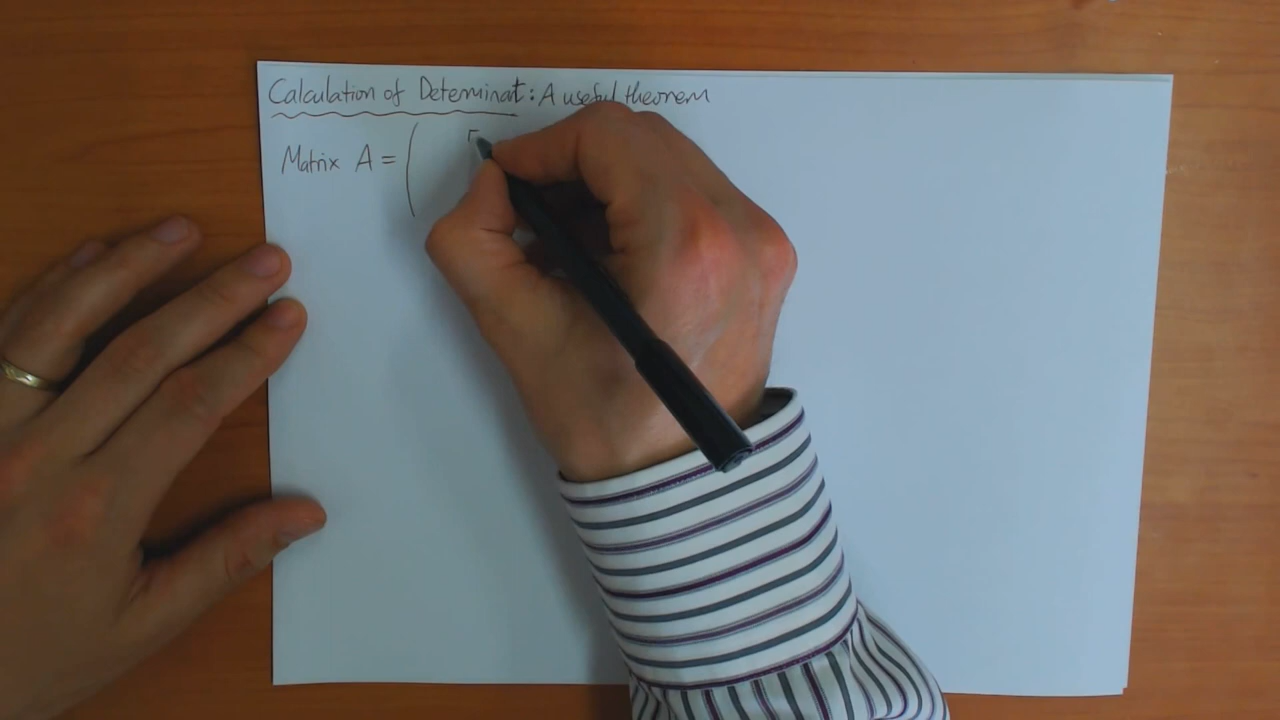 Calculation of Determinat: A useful theorem
Matrix A = (